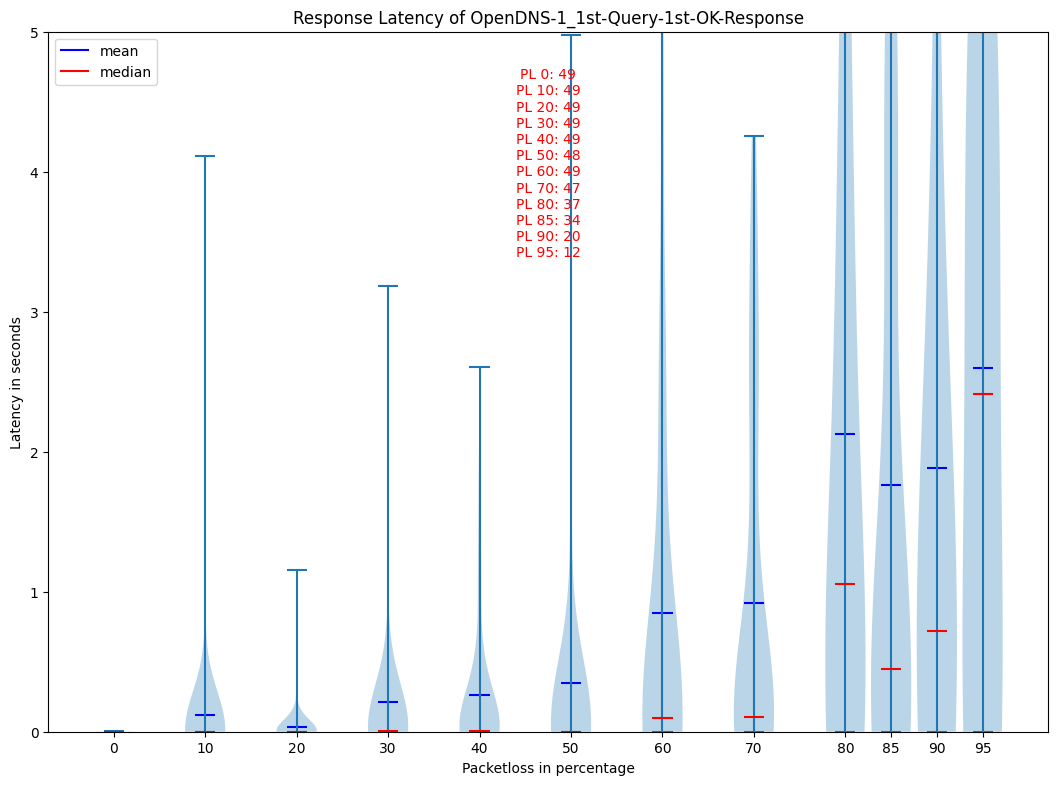 Response Latency of OpenDNS-1_1st-Query-1st-OK-Response
mean
median
PL 0: 49
PL 10: 49
PL 20: 49
PL 30: 49
PL 40: 49
PL 50: 48
PL 60: 49
PL 70: 47
PL 80: 37
PL 85: 34
PL 90: 20
PL 95: 12
Latency in seconds
5
4
3
2
1
0
0 10 20 30 40 50 60 70 80 85 90 95
Packetloss in percentage